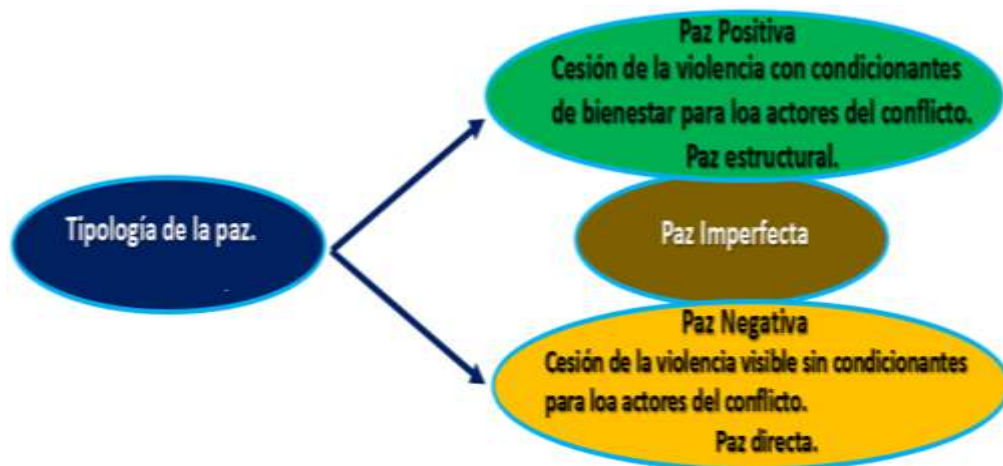 Tipología de la paz.
Paz Positiva
Cesión de la violencia con condicionantes
de bienestar para loa actores del conflicto.
Paz estructural.
Paz Imperfecta
Paz Negativa
Cesión de la violencia visible sin condicionantes
para loa actores del conflicto.
Paz directa.